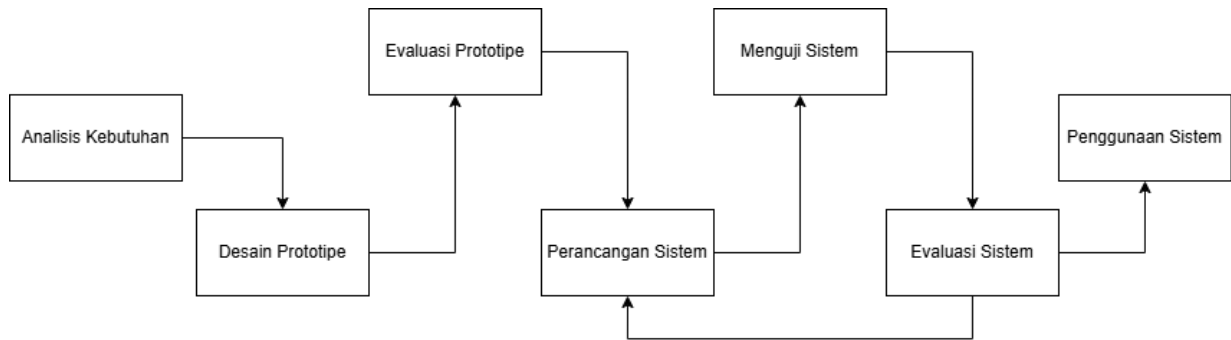 Analisis Kebutuhan
Desain Prototipe
Evaluasi Prototipe
Perancangan Sistem
Menguji Sistem
Evaluasi Sistem
Penggunaan Sistem